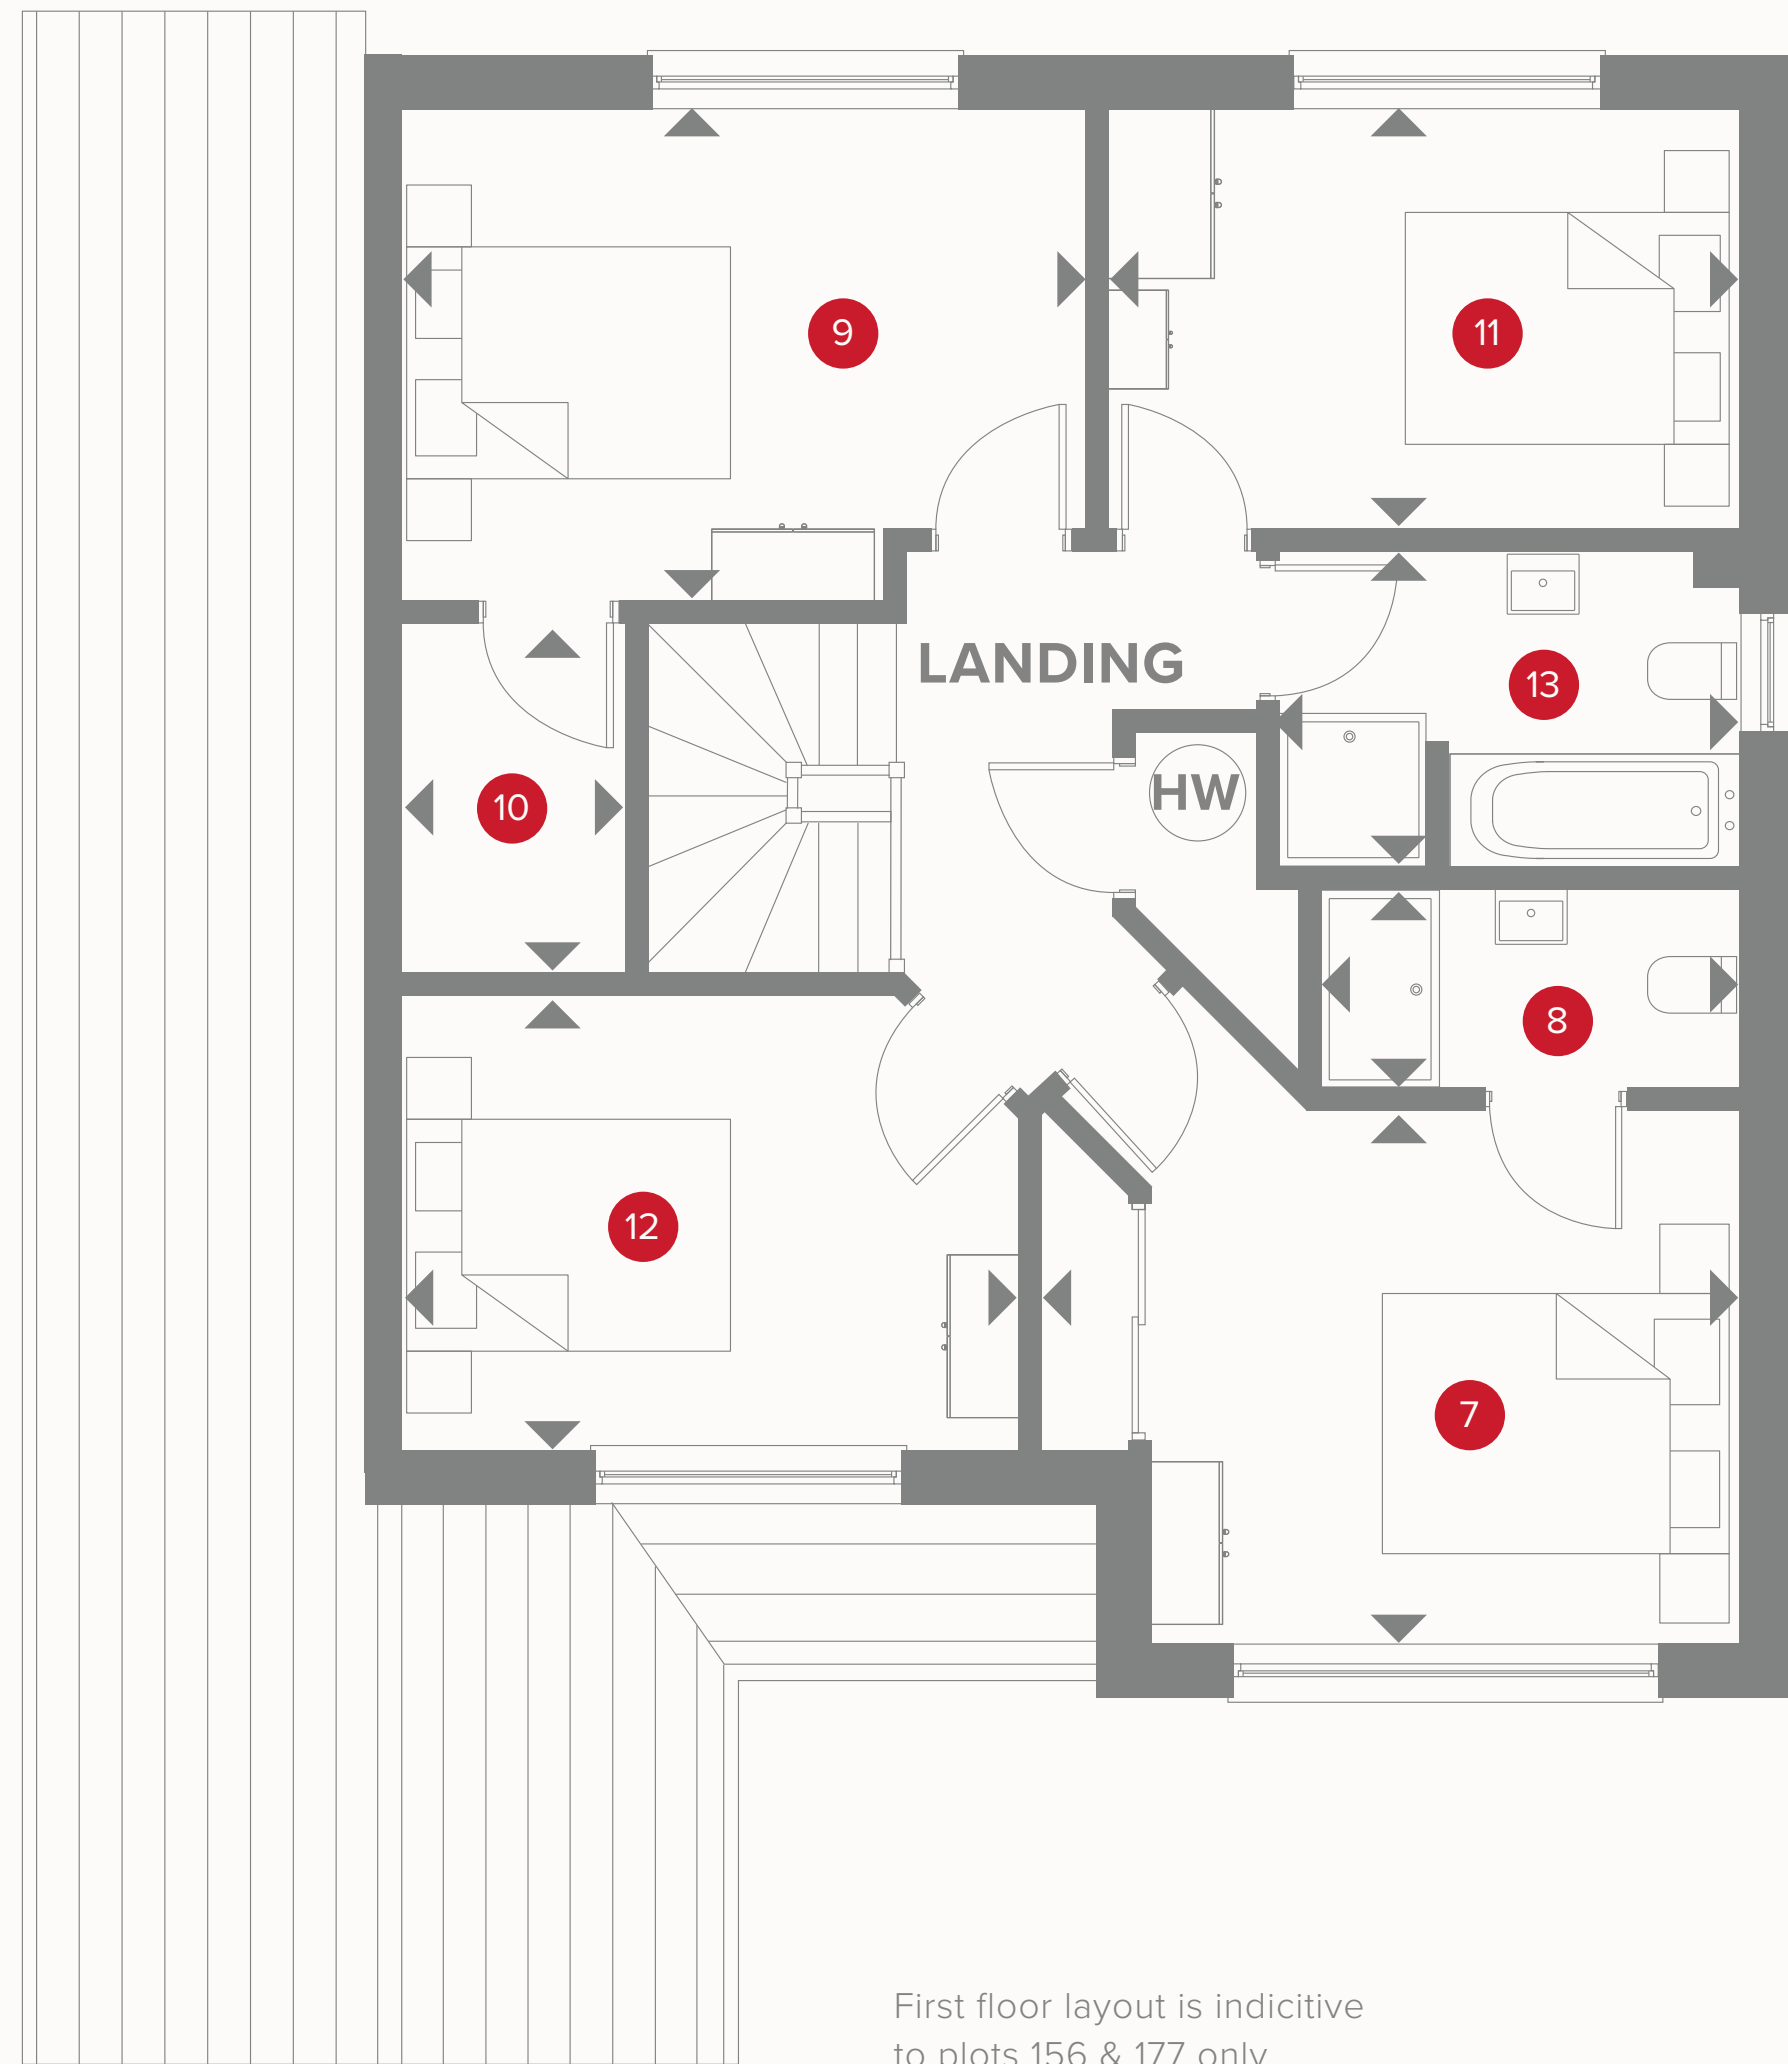 9
11
LANDING
13
HW
10
8
12
7
First floor layout is indicitive
to plots 156 & 177 only